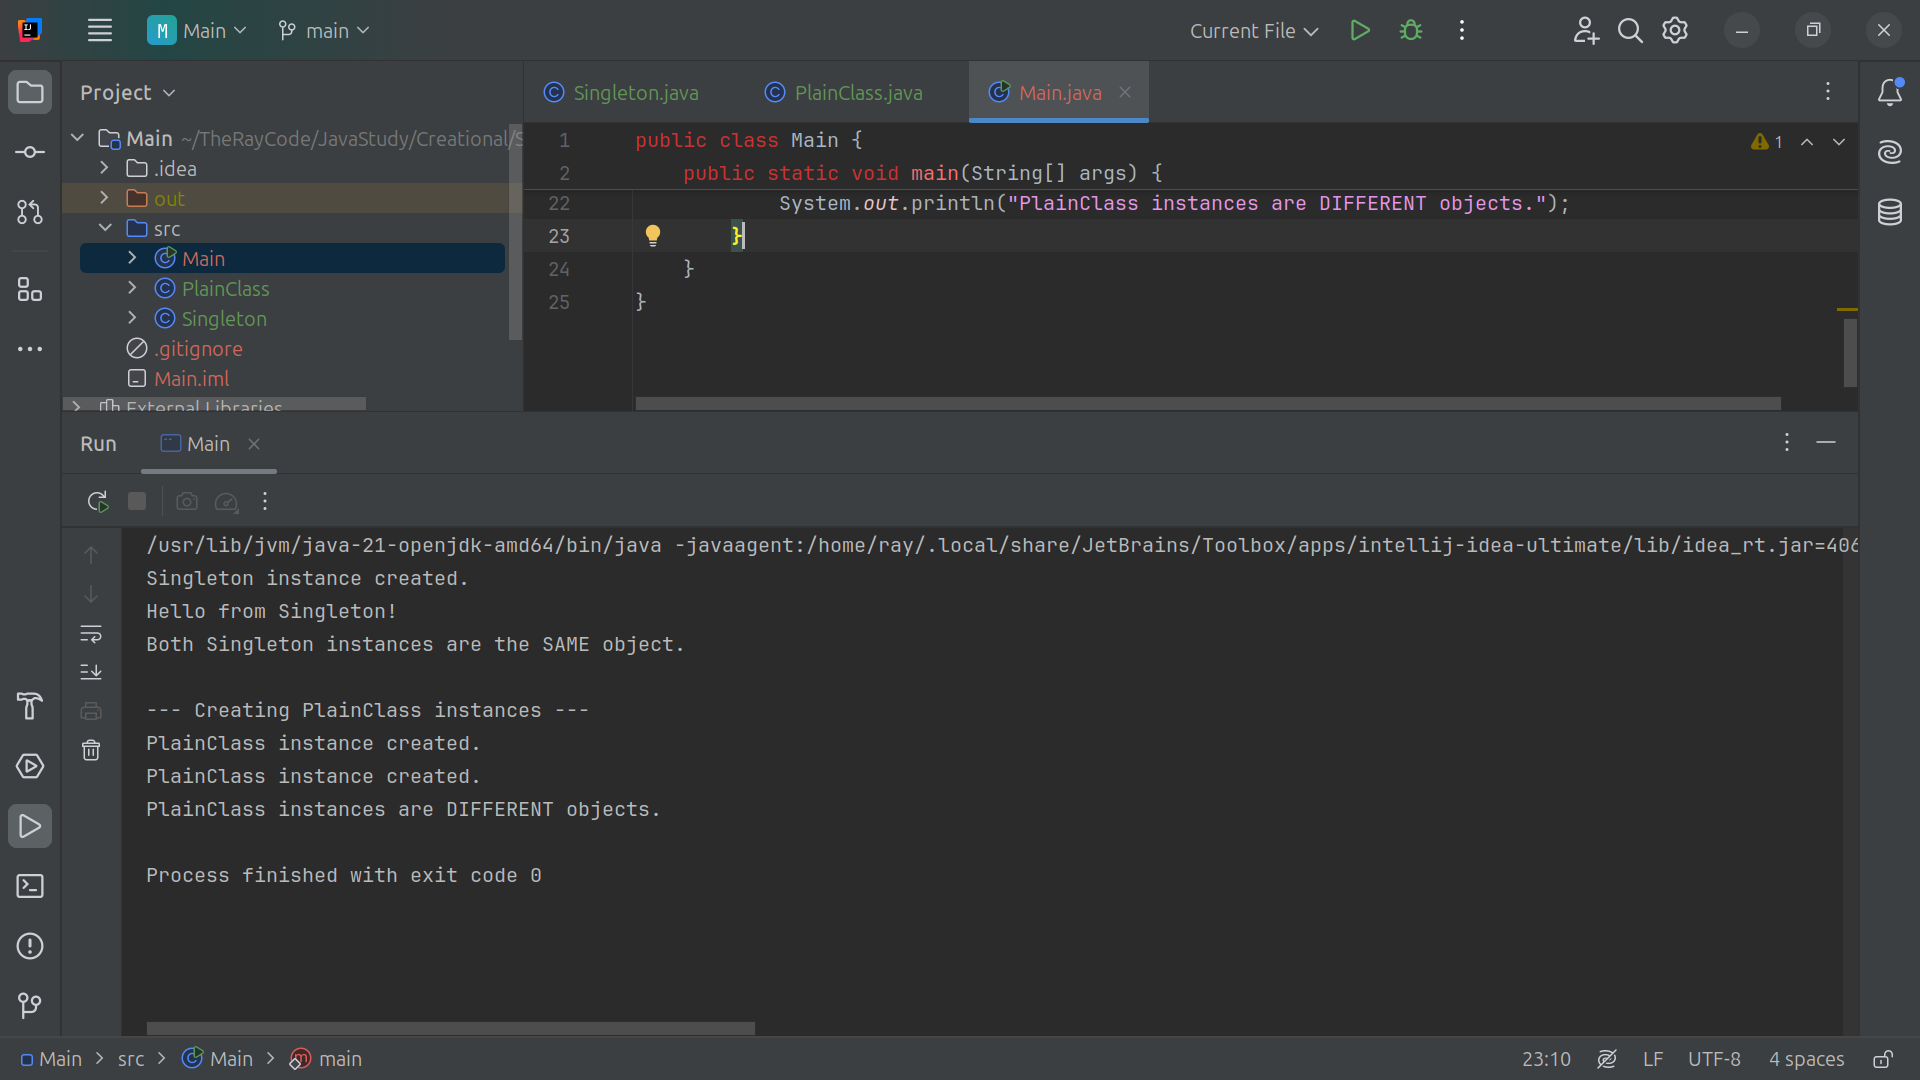 M Main main Current File
Project
Singleton.java PlainClass.java Main.java
Main ~/TheRayCode/JavaStudy/Creational/S
.idea
out
src
Main
PlainClass
Singleton
.gitignore
Main.iml
External Libraries
1 public class Main {
2 public static void main(String[] args) {
22 System.out.println("PlainClass instances are DIFFERENT objects.");
23 }
24 }
25 }
1
Run Main
/usr/lib/jvm/java-21-openjdk-amd64/bin/java -javaagent:/home/ray/.local/share/JetBrains/Toolbox/apps/intellij-idea-ultimate/lib/idea_rt.jar=406
Singleton instance created.
Hello from Singleton!
Both Singleton instances are the SAME object.
--- Creating PlainClass instances ---
PlainClass instance created.
PlainClass instance created.
PlainClass instances are DIFFERENT objects.
Process finished with exit code 0
Main > src > Main > main 23:10 LF UTF-8 4 spaces